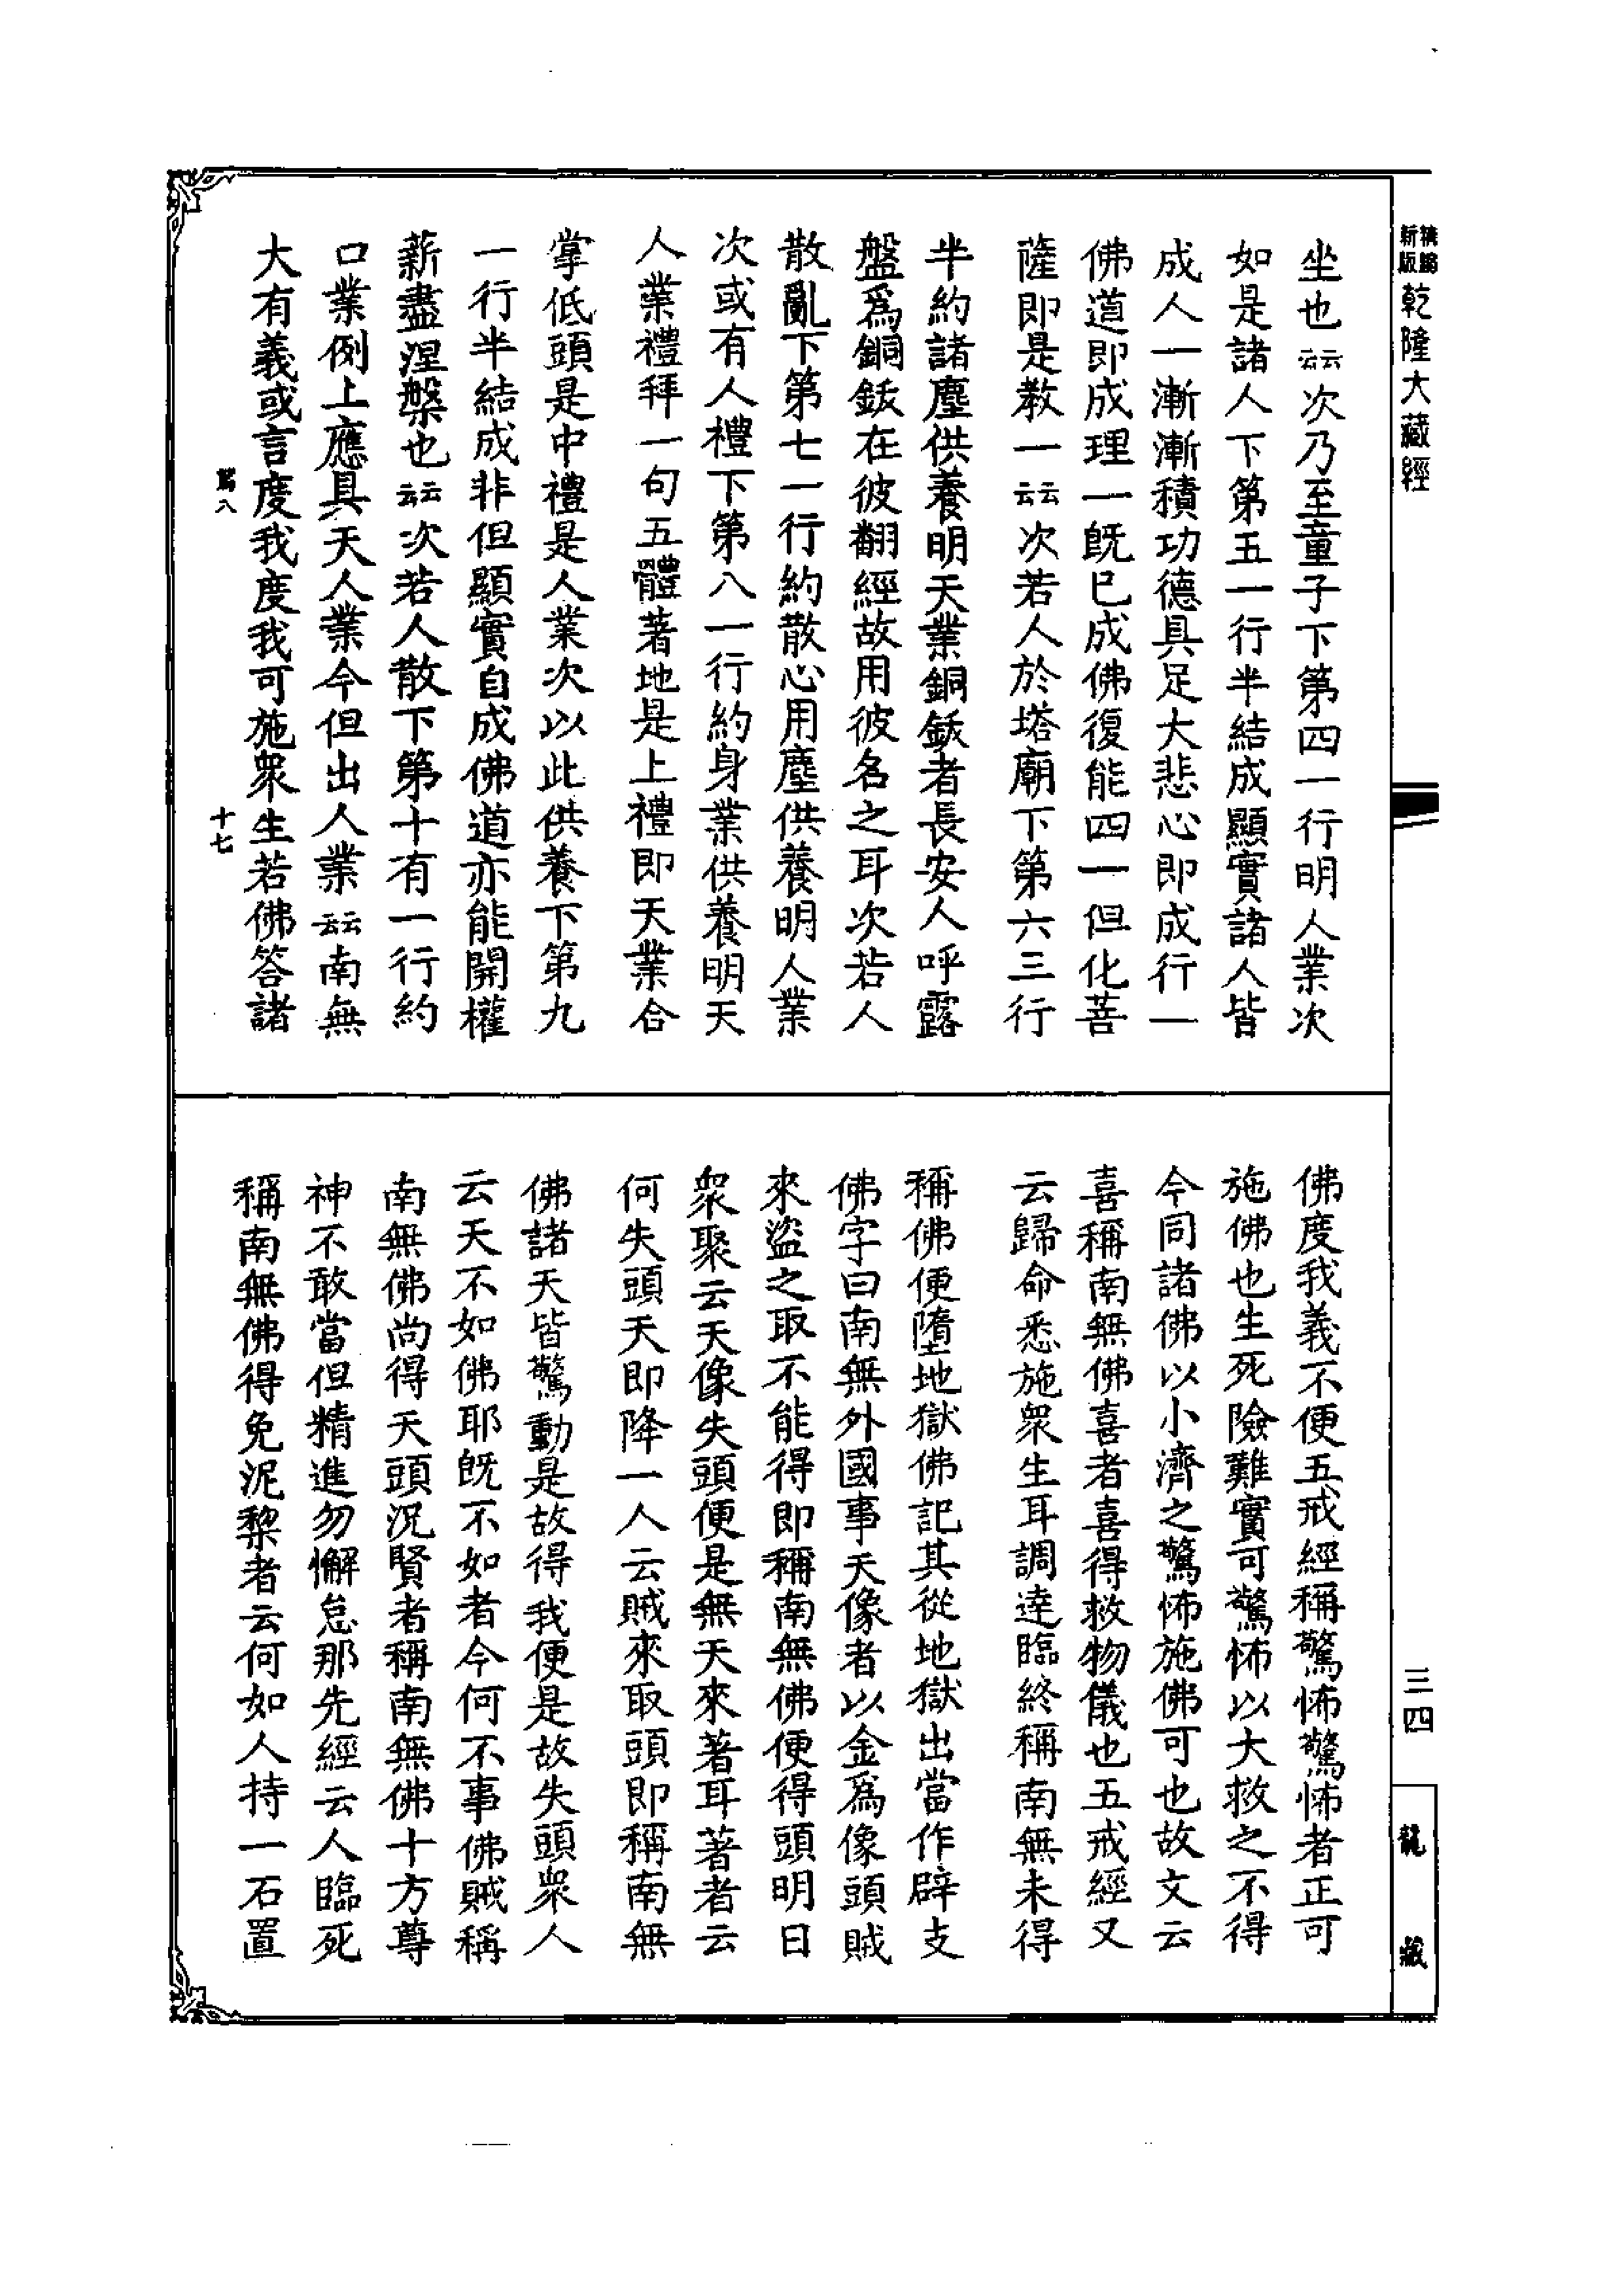 新版
精編
乾隆大藏經
坐也云云次乃至童子下第四一行明人業次
如是諸人下第五一行半結成顯實諸人皆
成人一漸漸積功德具足大悲心即成行一
佛道即成理一既已成佛復能四一但化菩
薩即是教一云云次若人於塔廟下第六三行
半約諸塵供養明天業銅鈸者長安人呼露
盤爲銅鈸在彼翻經故用彼名之耳次若人
散亂下第七一行約散心用塵供養明人業
次或有人禮下第八一行約身業供養明天
人業禮拜一句五體著地是上禮即天業合
掌低頭是中禮是人業次以此供養下第九
一行半結成非但顯實自成佛道亦能開權
薪盡涅槃也云云次若人散下第十有一行約
口業例上應具天人業今但出人業云云南無
大有義或言度我度我可施衆生若佛答諸
十七
佛度我義不便五戒經稱驚怖驚怖者正可
施佛也生死險難實可驚怖以大救之不得
今同諸佛以小濟之驚怖施佛可也故文云
喜稱南無佛喜者喜得救物儀也五戒經又
云歸命悉施衆生耳調達臨終稱南無未得
稱佛便墮地獄佛記其從地獄出當作辟支
佛字曰南無外國事天像者以金爲像頭賊
來盜之取不能得即稱南無佛便得頭明日
衆聚云天像失頭便是無天來著耳著者云
何失頭天即降一人云賊來取頭即稱南無
佛諸天皆驚動是故得我便是故失頭衆人
云天不如佛耶既不如者今何不事佛賊稱
南無佛尚得天頭況賢者稱南無佛十方尊
神不敢當但精進勿懈怠那先經云人臨死
稱南無佛得免泥犂者云何如人持一石置
三四
龍藏